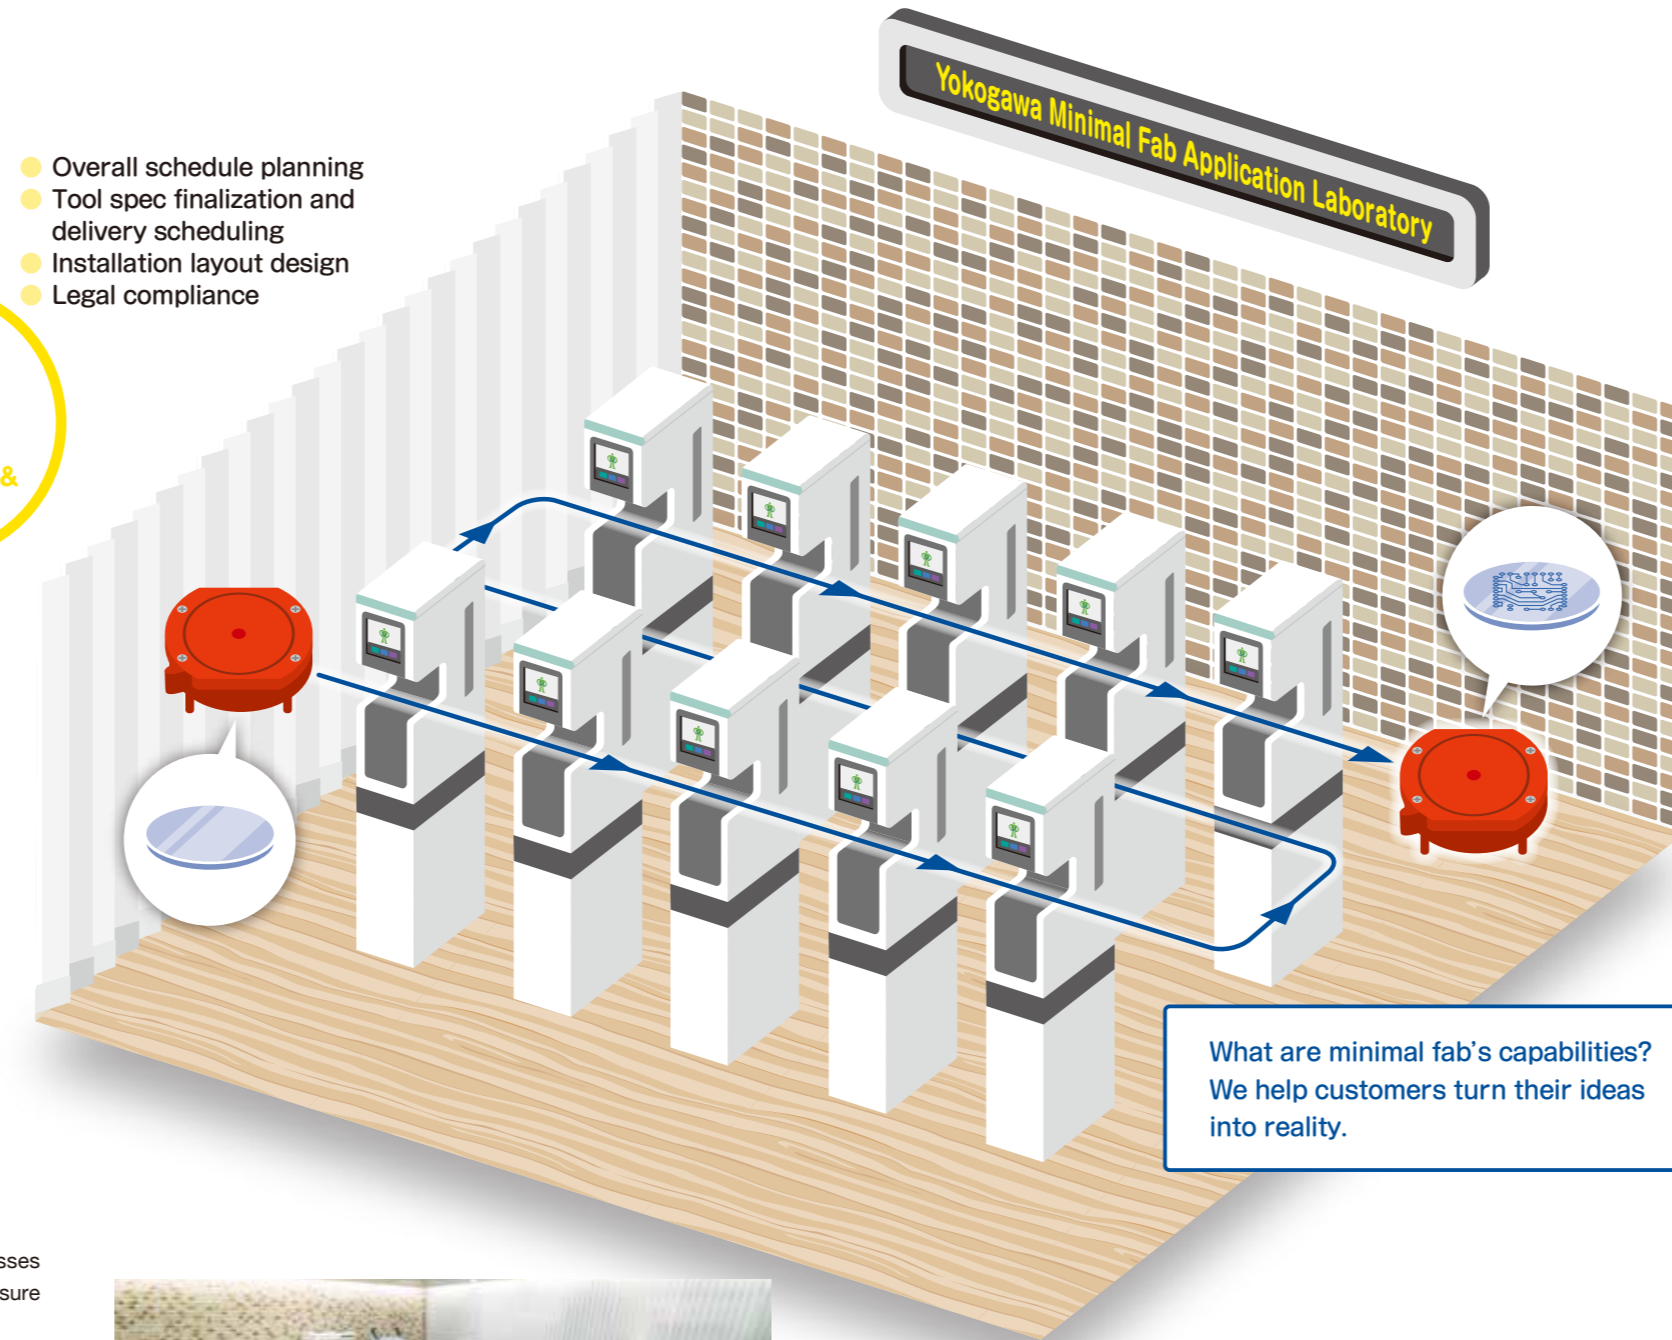 Yokogawa Minimal Fab Application Laboratory
Overall schedule planning
Tool spec finalization and
delivery scheduling
Installation layout design
Legal compliance
&
What are minimal fab’s capabilities?
We help customers turn their ideas
into reality.
sses
sure